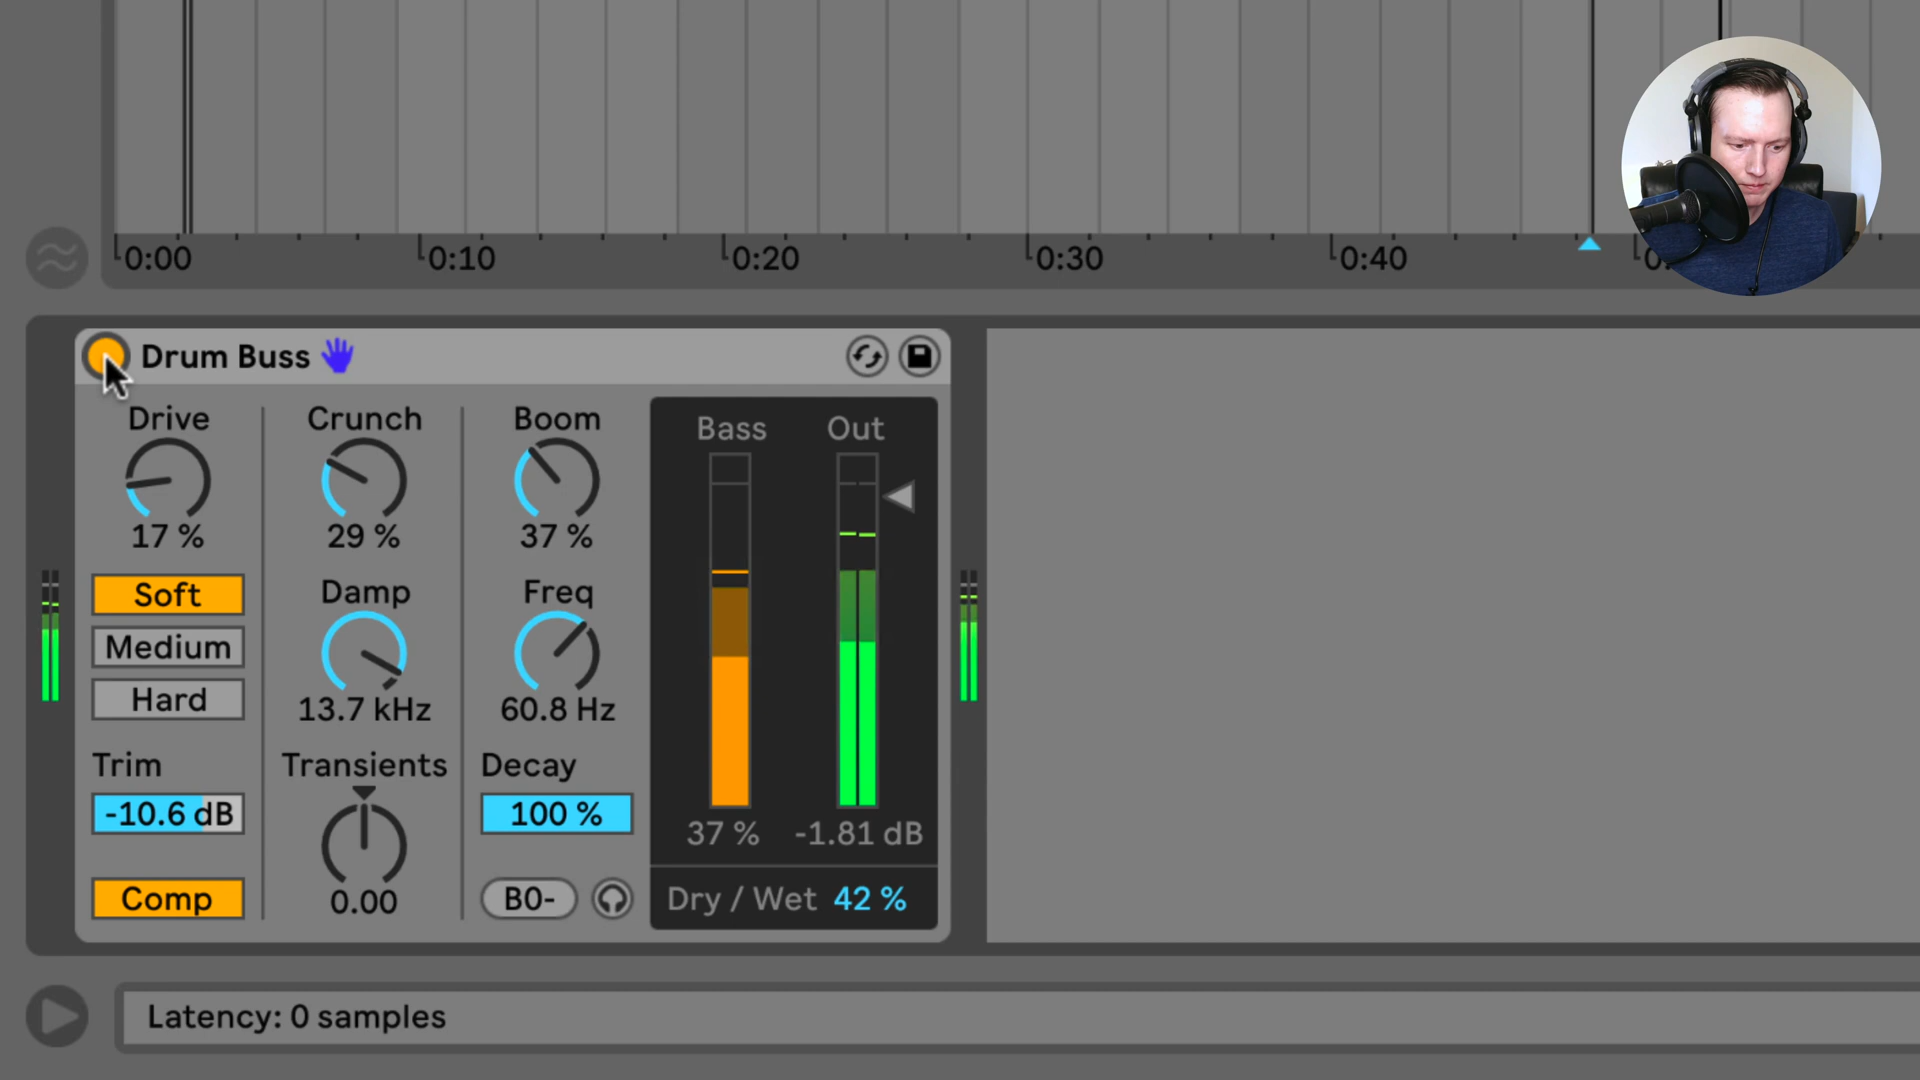 0:00 0:10 0:20 0:30 0:40 0:
Drum Buss
Drive Crunch Boom Bass Out
17 % 29 % 37 %
Soft Damp Freq
Medium
Hard 13.7 kHz 60.8 Hz
Trim Transients Decay
-10.6 dB 100 % 37 % -1.81 dB
Comp 0.00 B0- Dry / Wet 42 %
Latency: 0 samples